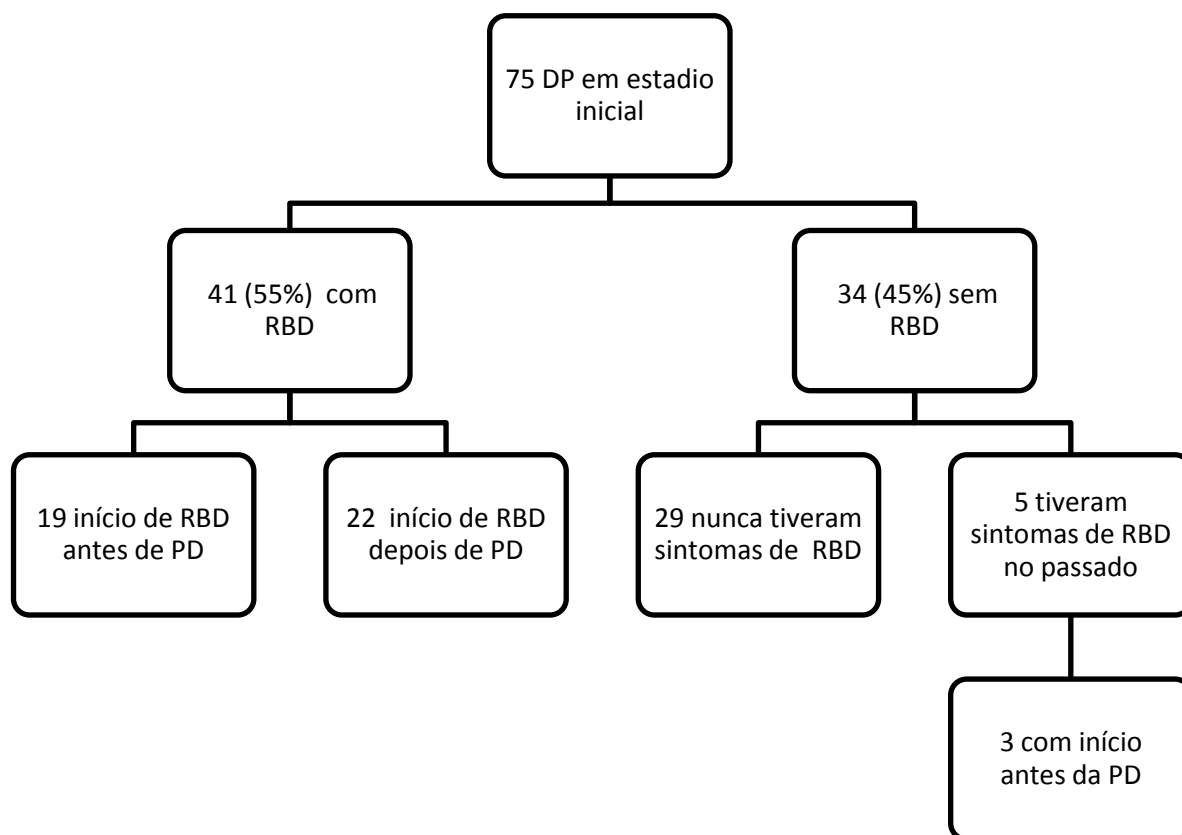 75 DP em estadio
inicial
41 (55%) com
RBD
34 (45%) sem
RBD
19 início de RBD
antes de PD
22 início de RBD
depois de PD
29 nunca tiveram
sintomas de RBD
5 tiveram
sintomas de RBD
no passado
3 com início
antes da PD